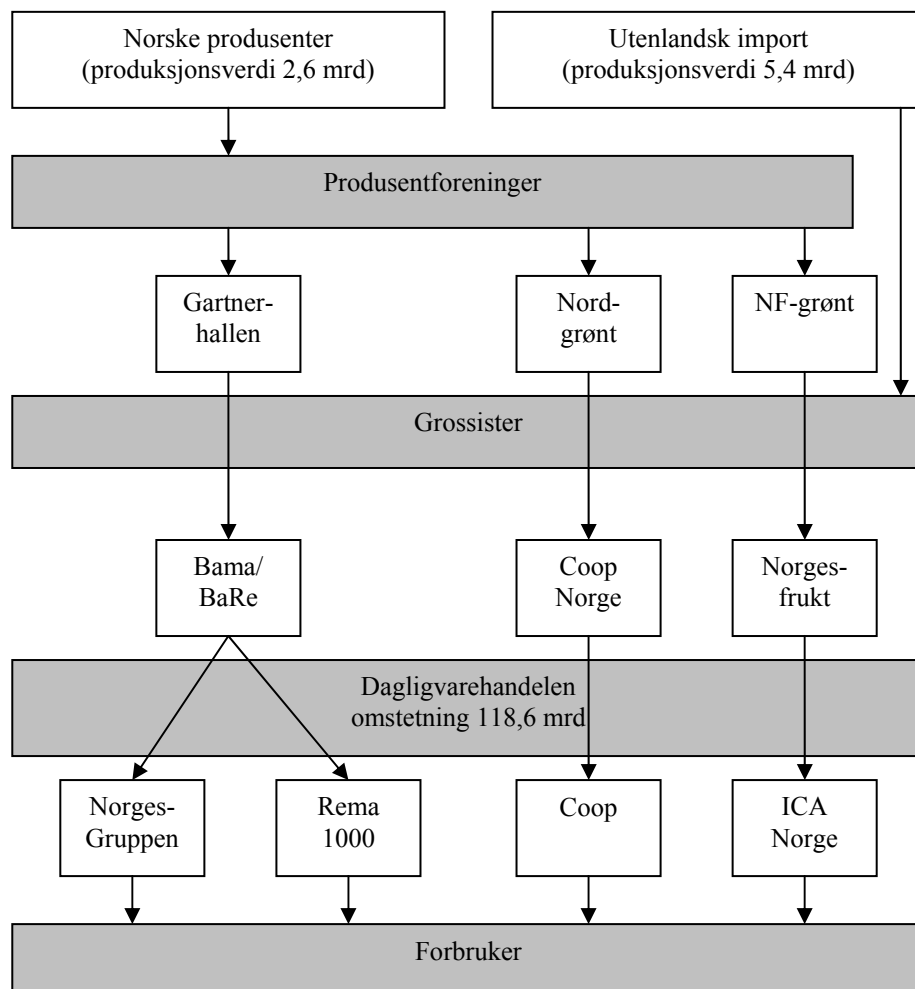 Norske produsenter
(produksjonsverdi 2,6 mrd)
Utenlandsk import
(produksjonsverdi 5,4 mrd)
Produsentforeninger
Gartner-
hallen
Nord-
grønt
NF-grønt
Grossister
Bama/
BaRe
Coop
Norge
Norges-
frukt
Dagligvarehandelen
omstetning 118,6 mrd
Norges-
Gruppen
Rema
1000
Coop
ICA
Norge
Forbruker